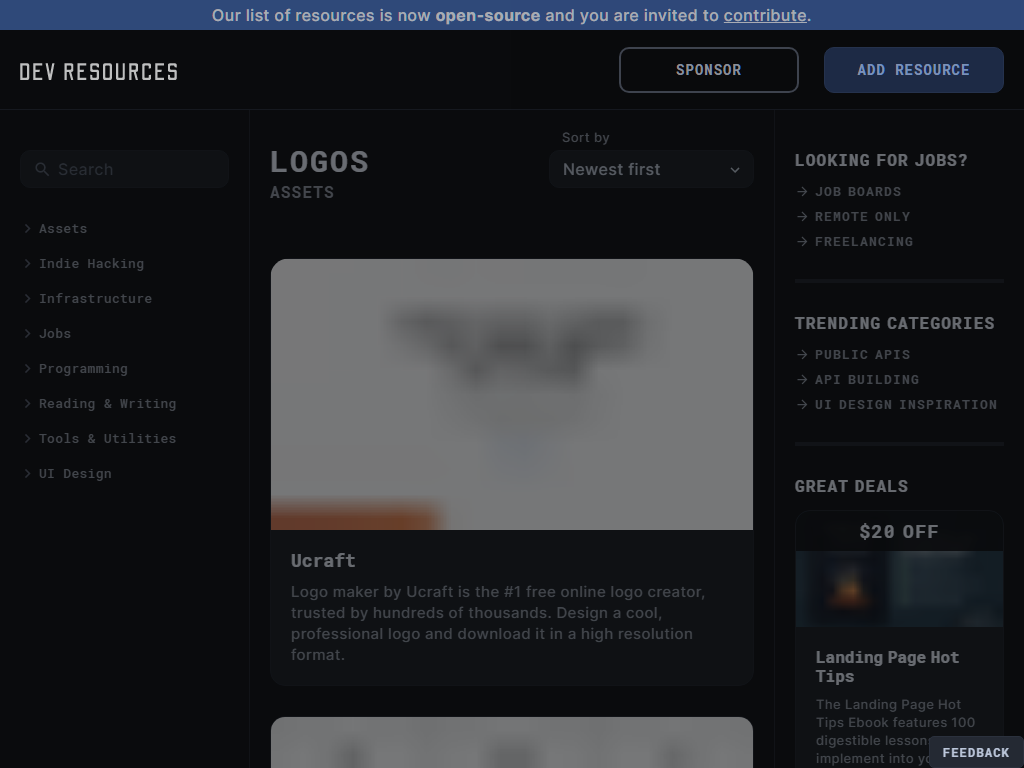 Our list of resources is now open-source and you are invited to contribute.
DEV RESOURCES
SPONSOR
ADD RESOURCE
Search
Assets
Indie Hacking
Infrastructure
Jobs
Programming
Reading & Writing
Tools & Utilities
UI Design
LOGOS
ASSETS
Sort by
Newest first
Ucraft
Logo maker by Ucraft is the #1 free online logo creator,
trusted by hundreds of thousands. Design a cool,
professional logo and download it in a high resolution
format.
LOOKING FOR JOBS?
JOB BOARDS
REMOTE ONLY
FREELANCING
TRENDING CATEGORIES
PUBLIC APIS
API BUILDING
UI DESIGN INSPIRATION
GREAT DEALS
$20 OFF
Landing Page Hot
Tips
The Landing Page Hot
Tips Ebook features 100
digestible lessons
implement into
FEEDBACK